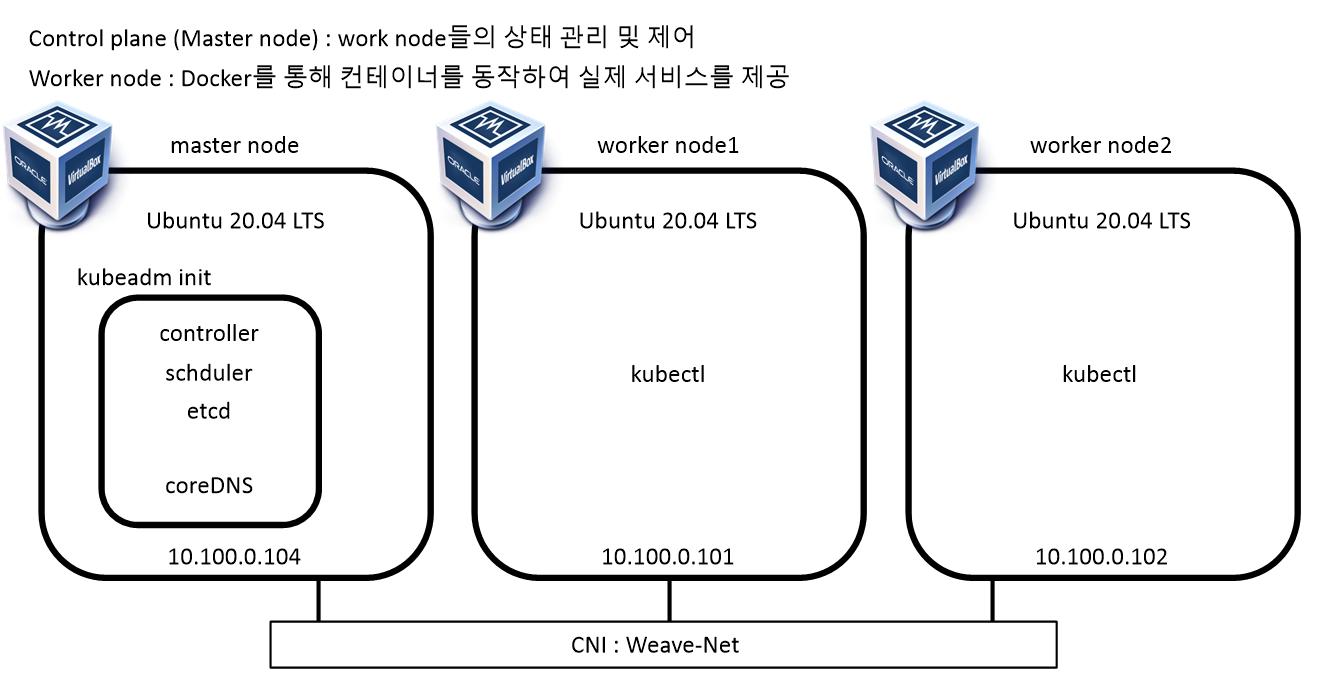 Control plane (Master node) : work node들의 상태 관리 및 제어
Worker node : Docker를 통해 컨테이너를 동작하여 실제 서비스를 제공
master node
worker node1
worker node2
ORACLE
VirtualBox
ORACLE
VirtualBox
ORACLE
VirtualBox
Ubuntu 20.04 LTS
Ubuntu 20.04 LTS
Ubuntu 20.04 LTS
kubeadm init
controller
schduler
etcd
coreDNS
kubectl
kubectl
10.100.0.104
10.100.0.101
10.100.0.102
CNI : Weave-Net